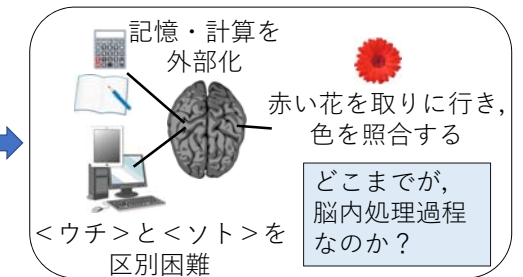 記憶・計算を
外部化
赤い花を取りに行き,
色を照合する
＜ウチ＞と＜ソト＞を
区別困難
どこまでが,
脳内処理過程
なのか？